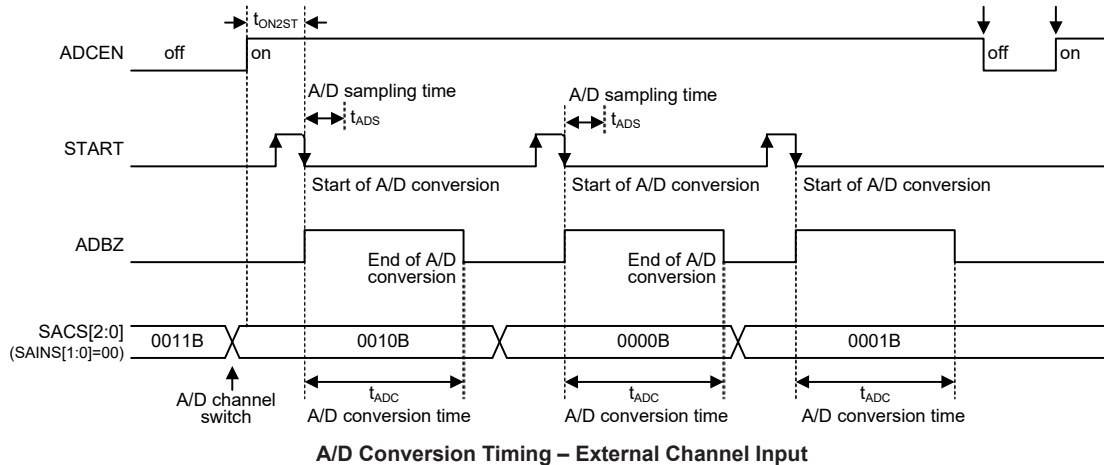 tON2ST
ADCEN
off
on
off
on
A/D sampling time
tADS
A/D sampling time
tADS
START
Start of A/D conversion
Start of A/D conversion
Start of A/D conversion
ADBZ
End of A/D
conversion
End of A/D
conversion
SACS[2:0]
(SAINS[1:0]=00)
0011B
0010B
0000B
0001B
A/D channel
switch
tADC
A/D conversion time
tADC
A/D conversion time
tADC
A/D conversion time
A/D Conversion Timing – External Channel Input